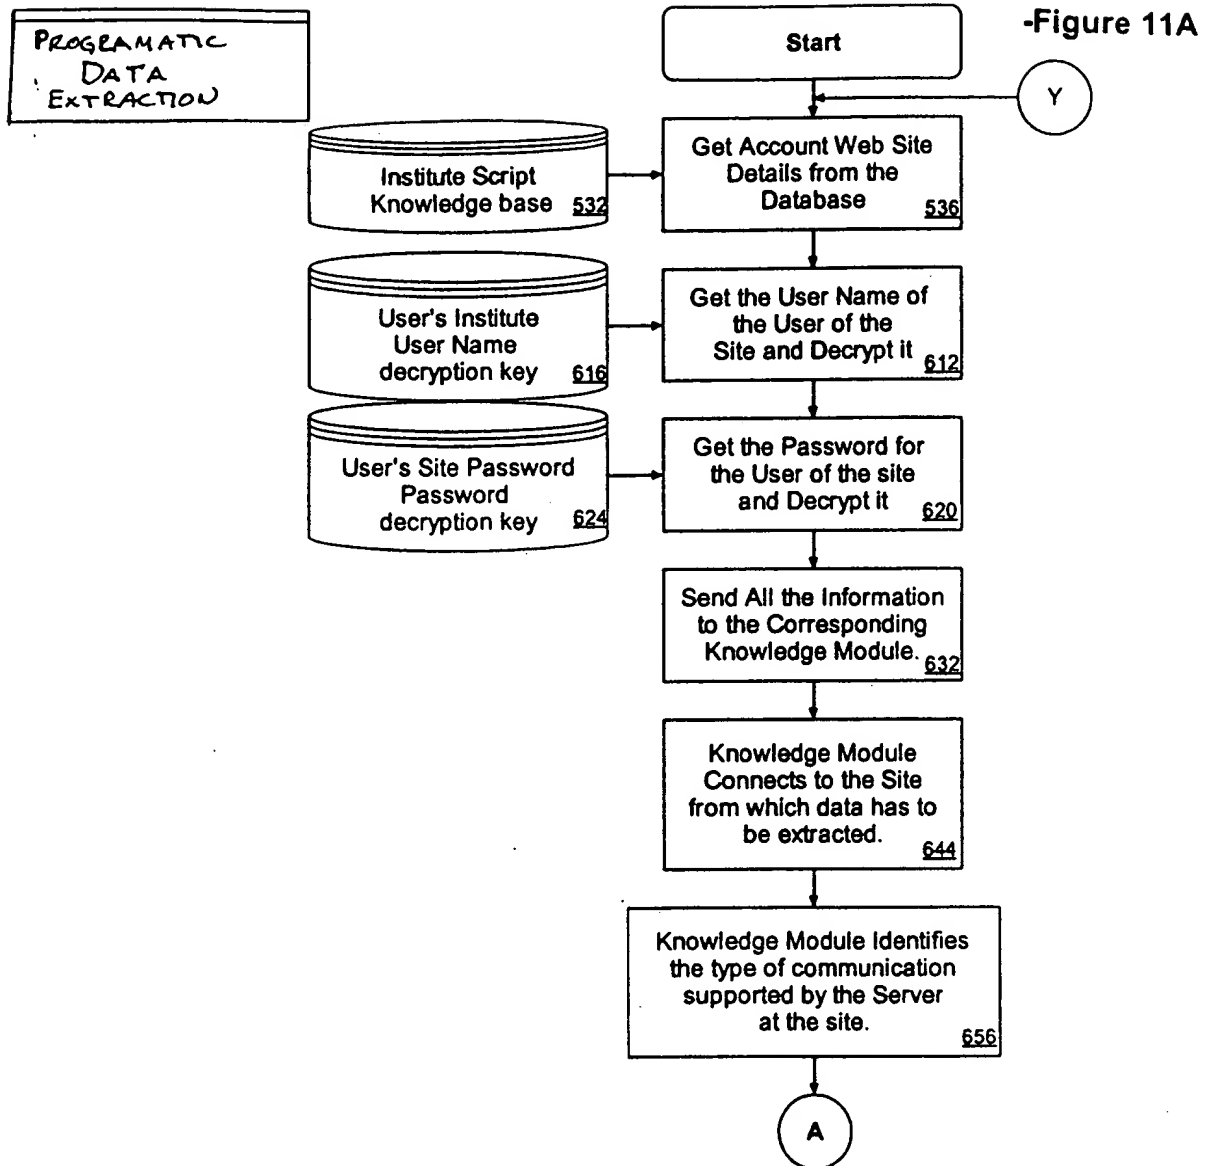 -Figure 11A
PROGRAMATIC
DATA
EXTRACTION
Start
Y
Institute Script
Knowledge base 532
Get Account Web Site
Details from the
Database 536
User's Institute
User Name
decryption key 616
Get the User Name of
the User of the
Site and Decrypt it 612
User's Site Password
Password
decryption key 624
Get the Password for
the User of the site
and Decrypt it 620
Send All the Information
to the Corresponding
Knowledge Module. 632
Knowledge Module
Connects to the Site
from which data has to
be extracted. 644
Knowledge Module Identifies
the type of communication
supported by the Server
at the site. 656
A